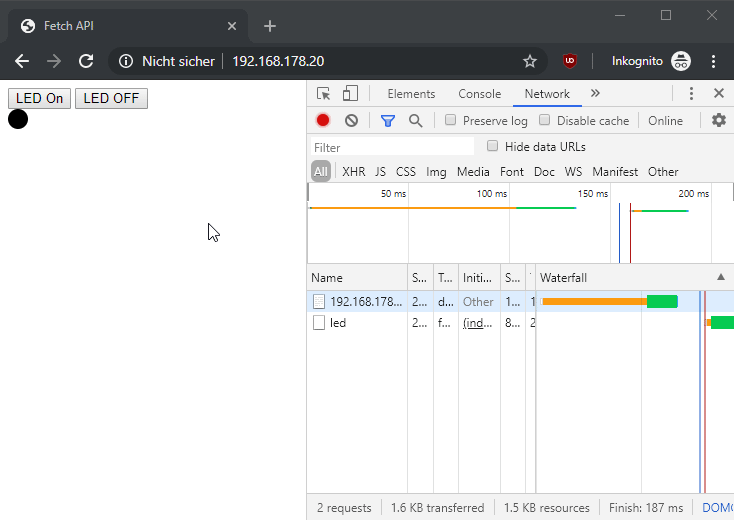 Fetch API
Nicht sicher 192.168.178.20 Inkognito
LED On LED OFF
Elements Console Network
Preserve log Disable cache Online
Filter Hide data URLs
All XHR JS CSS Img Media Font Doc WS Manifest Other
50 ms 100 ms 150 ms 200 ms
Name S... T... Initi... S... Waterfall
192.168.178... 2... d... Other 1... 1
led 2... f... (ind... 8... 2
2 requests 1.6 KB transferred 1.5 KB resources Finish: 187 ms DOMC